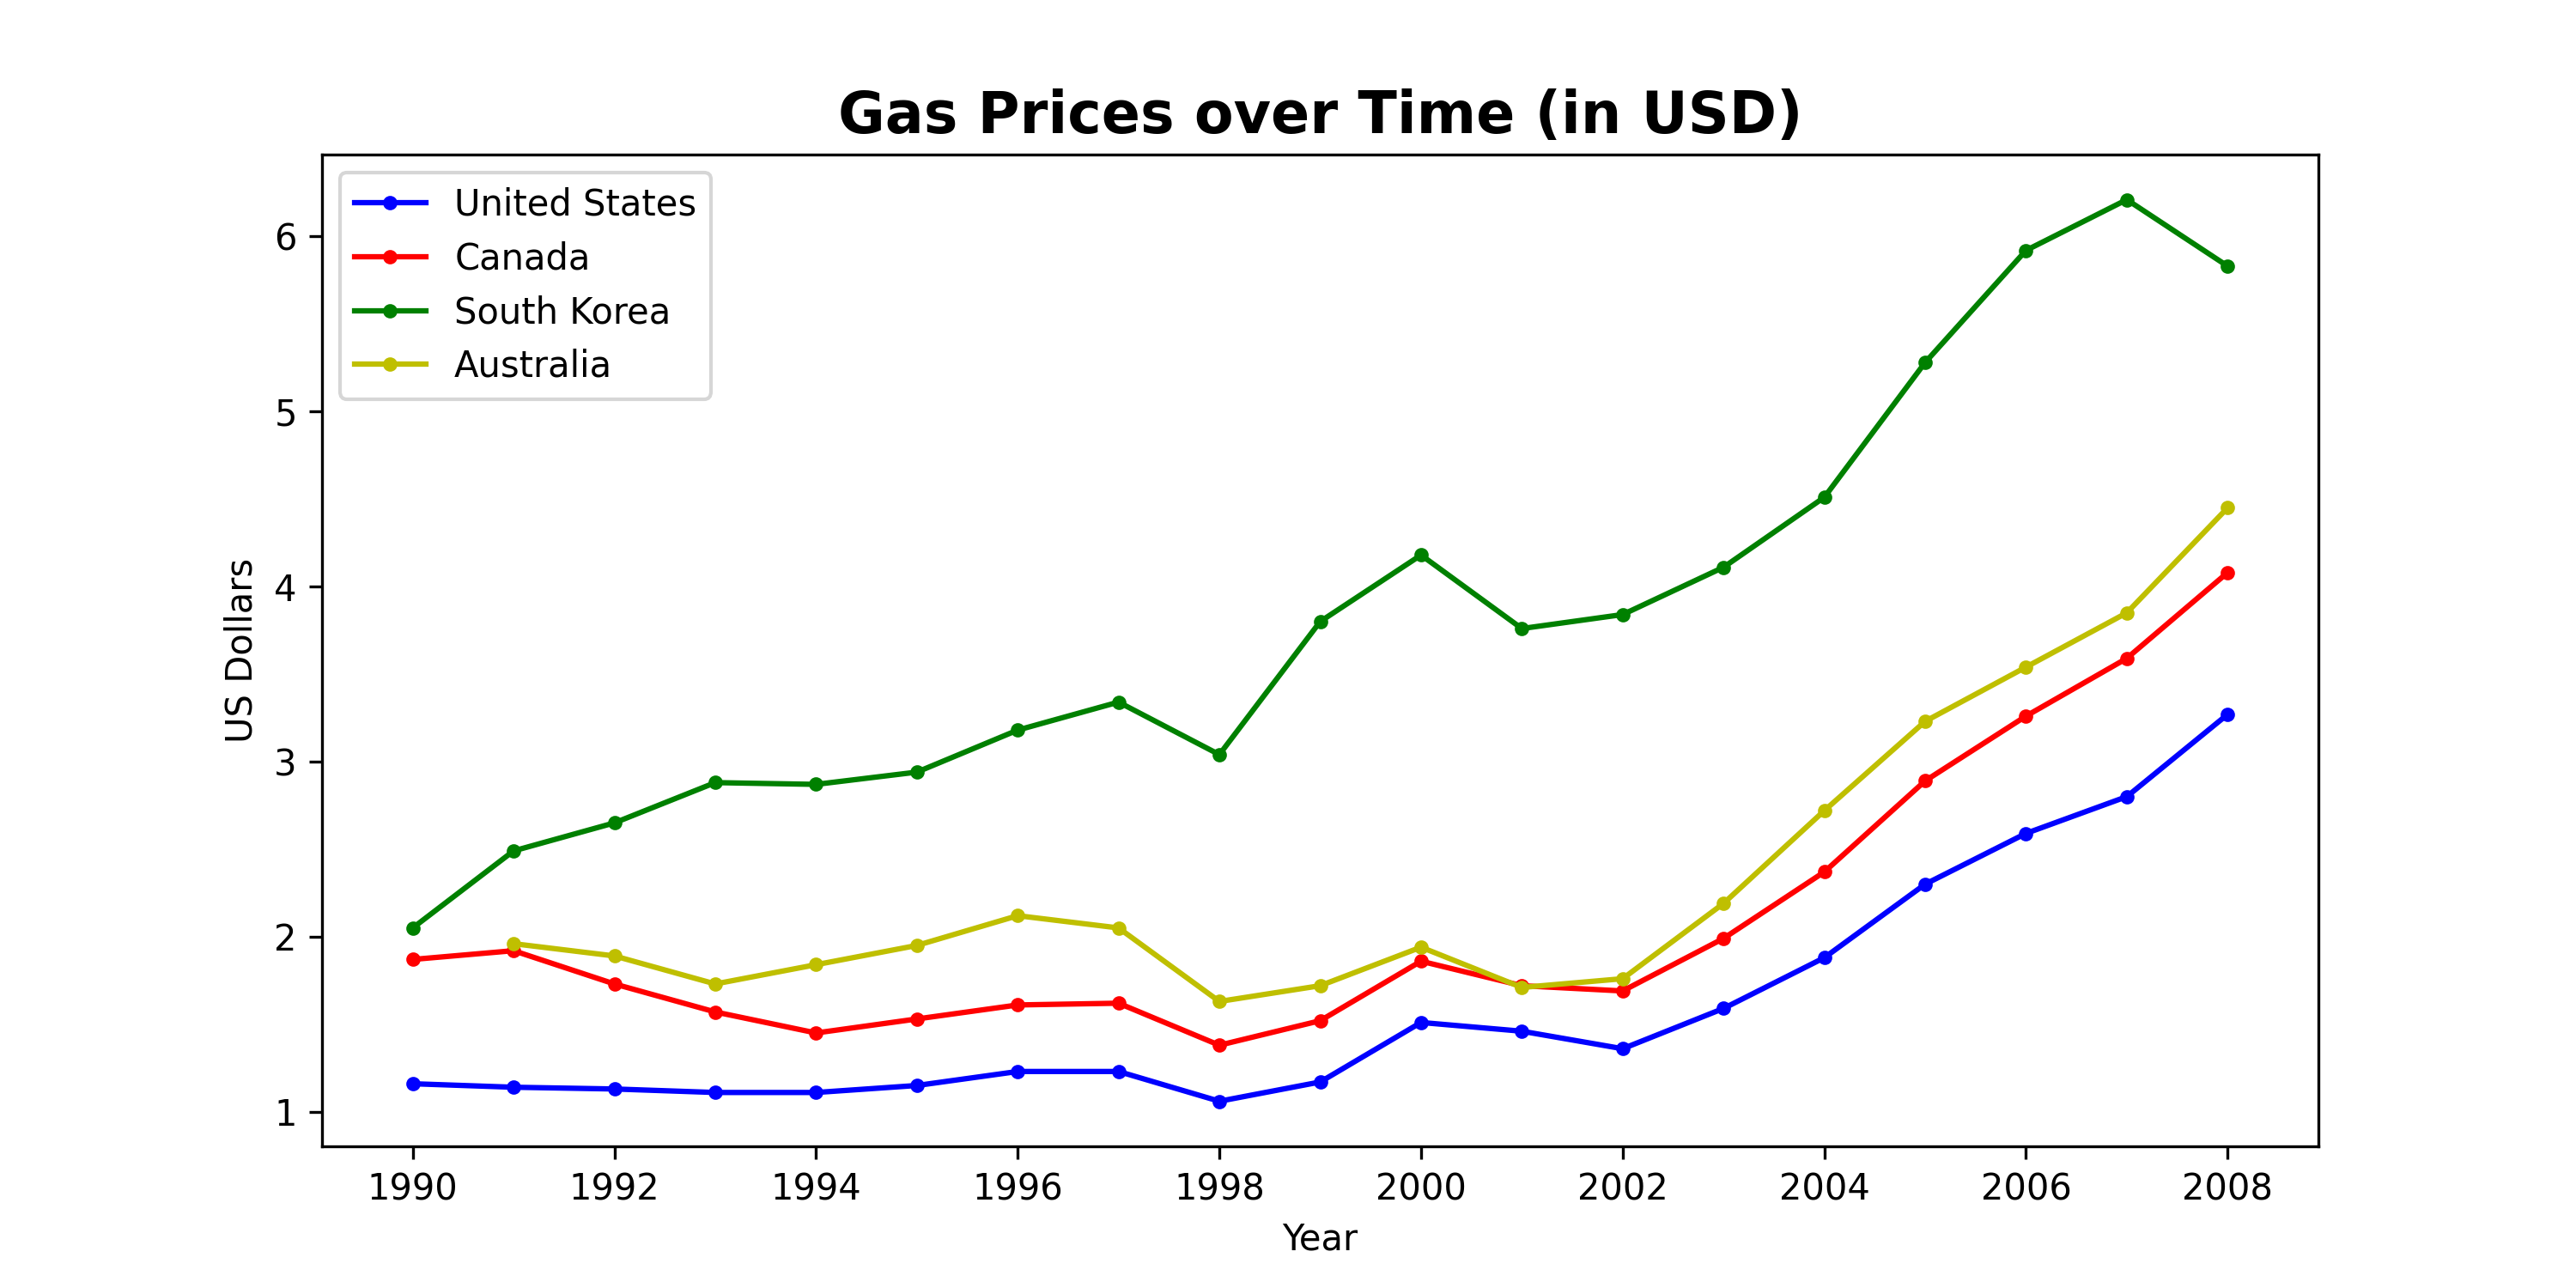 Gas Prices over Time (in USD)
United States
Canada
South Korea
Australia
6
5
4
3
2
1
US Dollars
1990 1992 1994 1996 1998 2000 2002 2004 2006 2008
Year